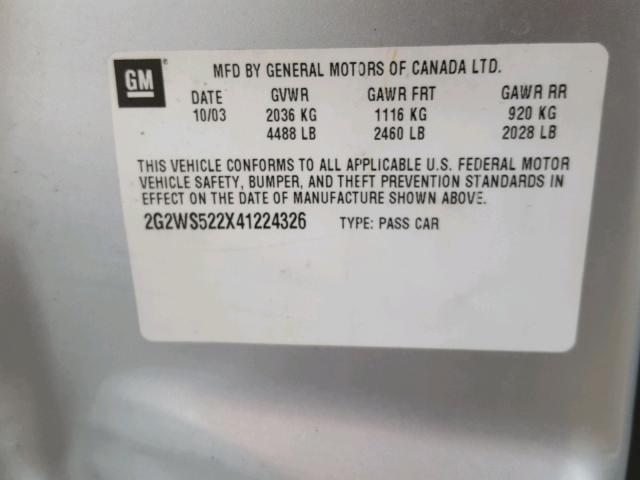 GM
MFD BY GENERAL MOTORS OF CANADA LTD.
DATE GVWR GAWR FRT GAWR RR
10/03 2036 KG 1116 KG 920 KG
4488 LB 2460 LB 2028 LB
THIS VEHICLE CONFORMS TO ALL APPLICABLE U.S. FEDERAL MOTOR
VEHICLE SAFETY, BUMPER, AND THEFT PREVENTION STANDARDS IN
EFFECT ON THE DATE OF MANUFACTURE SHOWN ABOVE.
2G2WS522X41224326 TYPE: PASS CAR